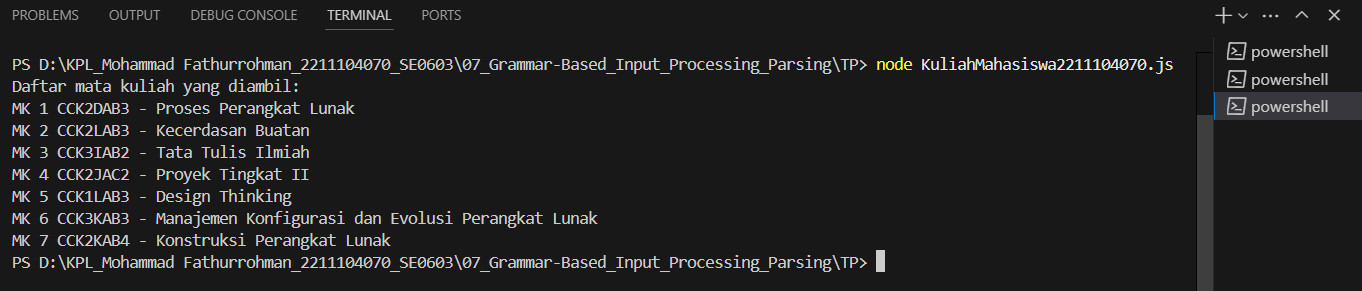 PROBLEMS OUTPUT DEBUG CONSOLE TERMINAL PORTS
PS D:\KPL_Mohammad Fathurrohman_2211104070_SE0603\07_Grammar-Based_Input_Processing_Parsing\TP> node KuliahMahasiswa2211104070.js
Daftar mata kuliah yang diambil:
MK 1 CCK2DAB3 - Proses Perangkat Lunak
MK 2 CCK2LAB3 - Kecerdasan Buatan
MK 3 CCK3IAB2 - Tata Tulis Ilmiah
MK 4 CCK2JAC2 - Proyek Tingkat II
MK 5 CCK1LAB3 - Design Thinking
MK 6 CCK3KAB3 - Manajemen Konfigurasi dan Evolusi Perangkat Lunak
MK 7 CCK2KAB4 - Konstruksi Perangkat Lunak
PS D:\KPL_Mohammad Fathurrohman_2211104070_SE0603\07_Grammar-Based_Input_Processing_Parsing\TP>
powershell
powershell
powershell